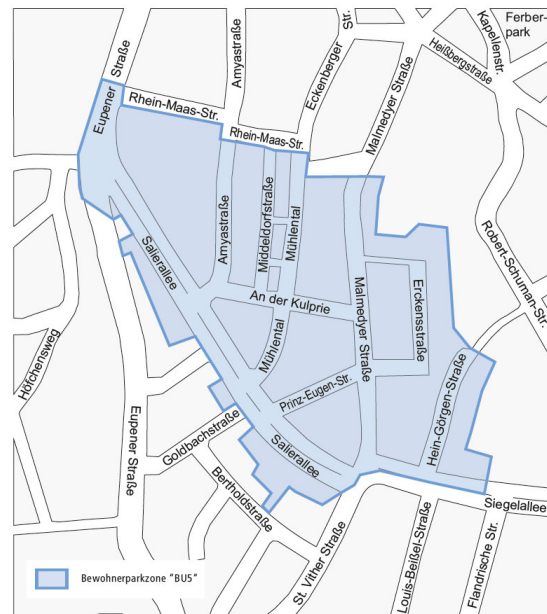 Ferber-
park
Kapellenstr.
Heißbergstraße
Straße
Eupener
Amyastraße
Eckenberger
Str.
Malmedyer Straße
Rhein-Maas-Str.
Rhein-Maas-Str.
Robert-Schuman-Str.
Amyastraße
Middeldorfstraße
Mühlental
Salierallee
An der Kulprie
Malmedyer Straße
Erckensstraße
Höfchensweg
Mühlental
Prinz-Eugen-Str.
Hein-Görgen-Straße
Eupener Straße
Goldbachstraße
Salierallee
Bertholdstraße
Siegelallee
St. Vither Straße
Louis-Beißel-Straße
Flandrische Str.
Bewohnerparkzone "BU5"